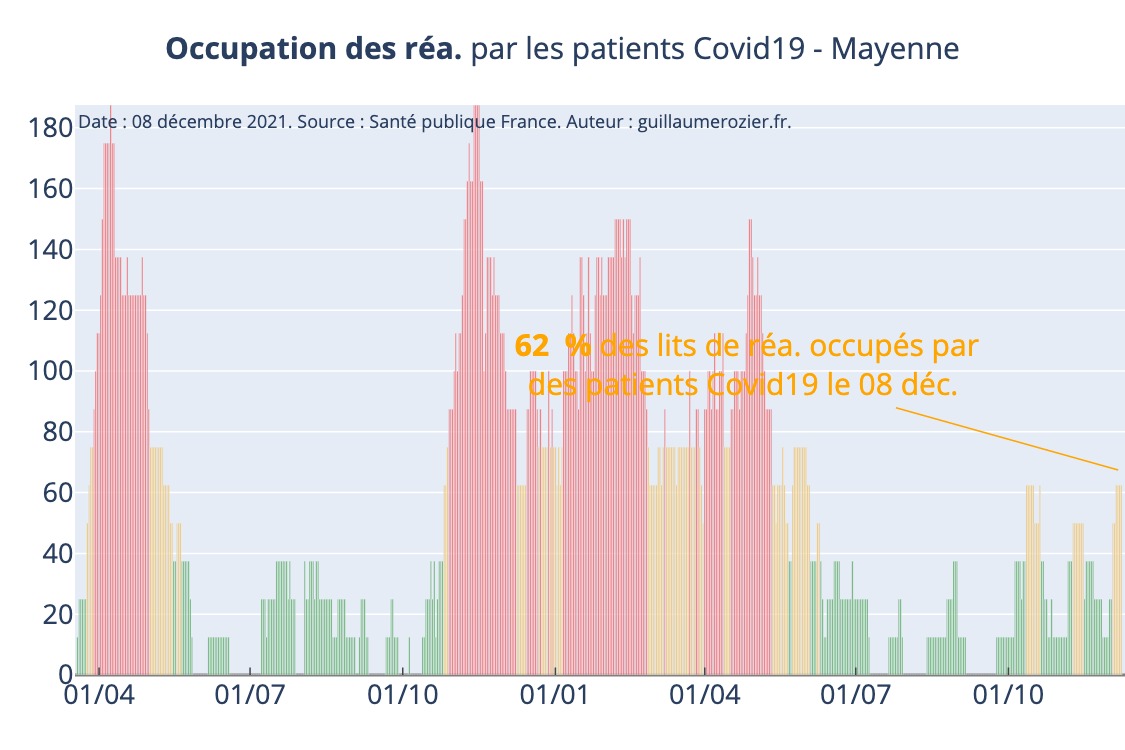 Occupation des réa. par les patients Covid19 - Mayenne
Date : 08 décembre 2021. Source : Santé publique France. Auteur : guillaumerozier.fr.
180
160
140
120
100
80
60
40
20
0
62 % des lits de réa. occupés par
des patients Covid19 le 08 déc.
01/04 01/07 01/10 01/01 01/04 01/07 01/10